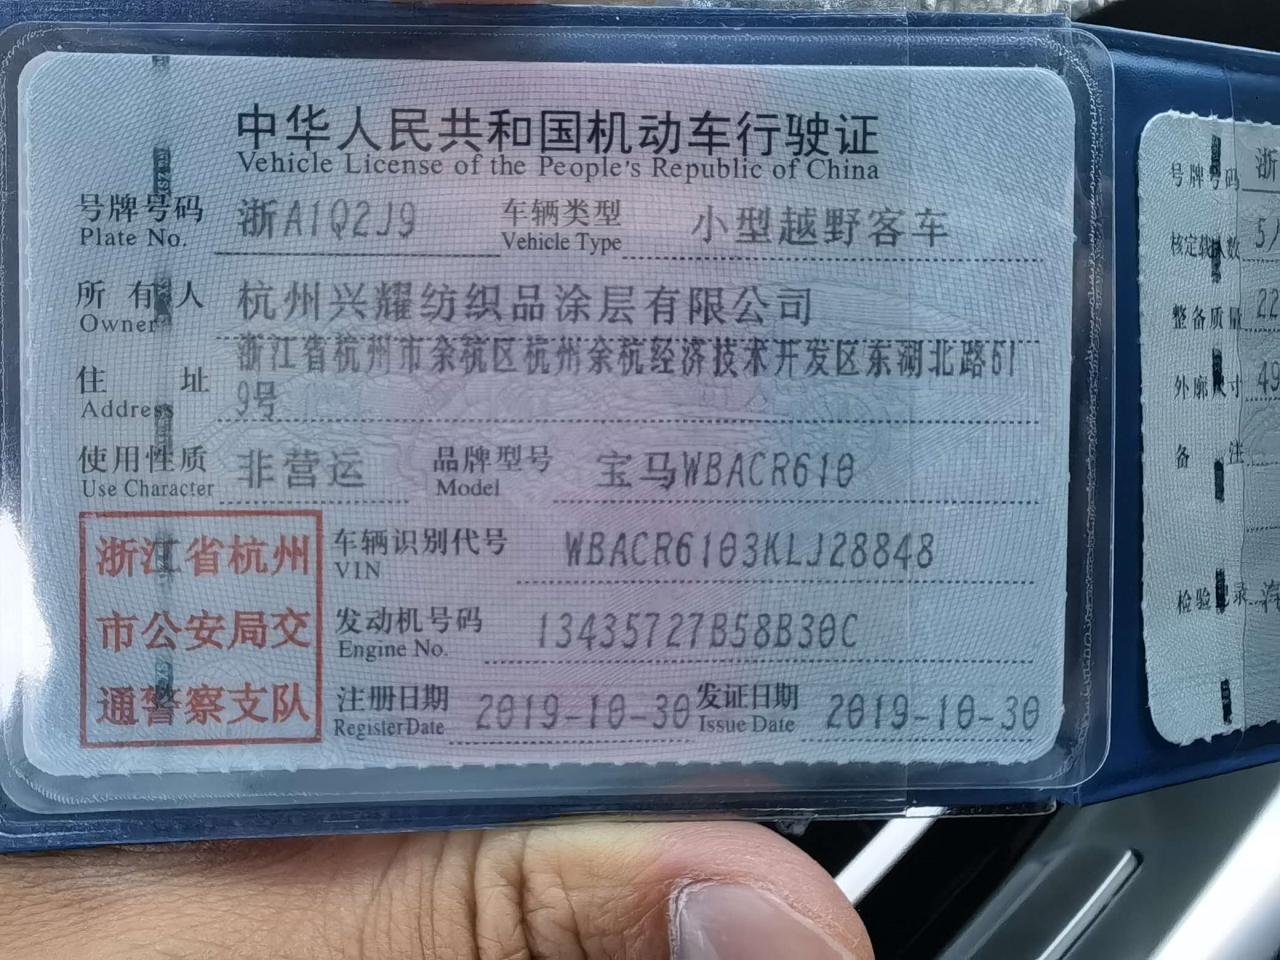 中华人民共和国机动车行驶证
Vehicle License of the People's Republic of China
号牌号码 浙A1Q2J9 车辆类型 小型越野客车
Plate No. Vehicle Type
所有人 杭州兴耀纺织品涂层有限公司
Owner
浙江省杭州市余杭区杭州余杭经济技术开发区东湖北路61
住址 9号
Address
使用性质 非营运 品牌型号 宝马WBACR610
Use Character Model
浙江省杭州
市公安局交
通警察支队
车辆识别代号 WBACR6103KLJ28848
VIN
发动机号码 13435727B58B30C
Engine No.
注册日期 2019-10-30 发证日期 2019-10-30
Register Date Issue Date
号牌号码 浙
核定载人数 5人
整备质量 22
外廓尺寸 49
备注
检验记录